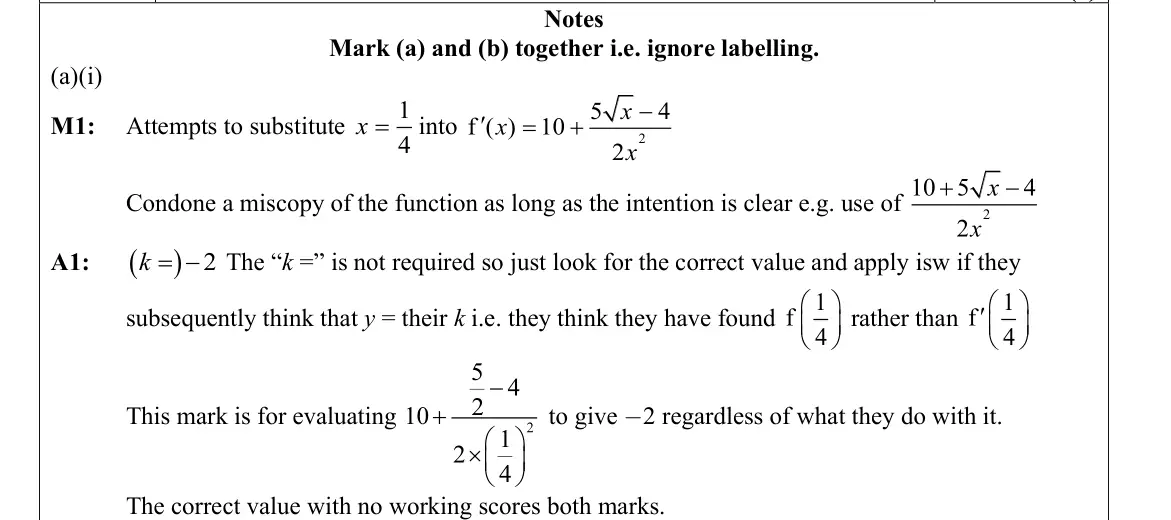 Notes
Mark (a) and (b) together i.e. ignore labelling.
(a)(i)
M1: Attempts to substitute x = 1/4 into f′(x) = 10 + (5√x − 4)/(2x²)
Condone a miscopy of the function as long as the intention is clear e.g. use of (10 + 5√x − 4)/(2x²)
A1: (k =) − 2 The “k =” is not required so just look for the correct value and apply isw if they
subsequently think that y = their k i.e. they think they have found f(1/4) rather than f′(1/4)
This mark is for evaluating 10 + (5/2 − 4)/(2×(1/4)²) to give −2 regardless of what they do with it.
The correct value with no working scores both marks.